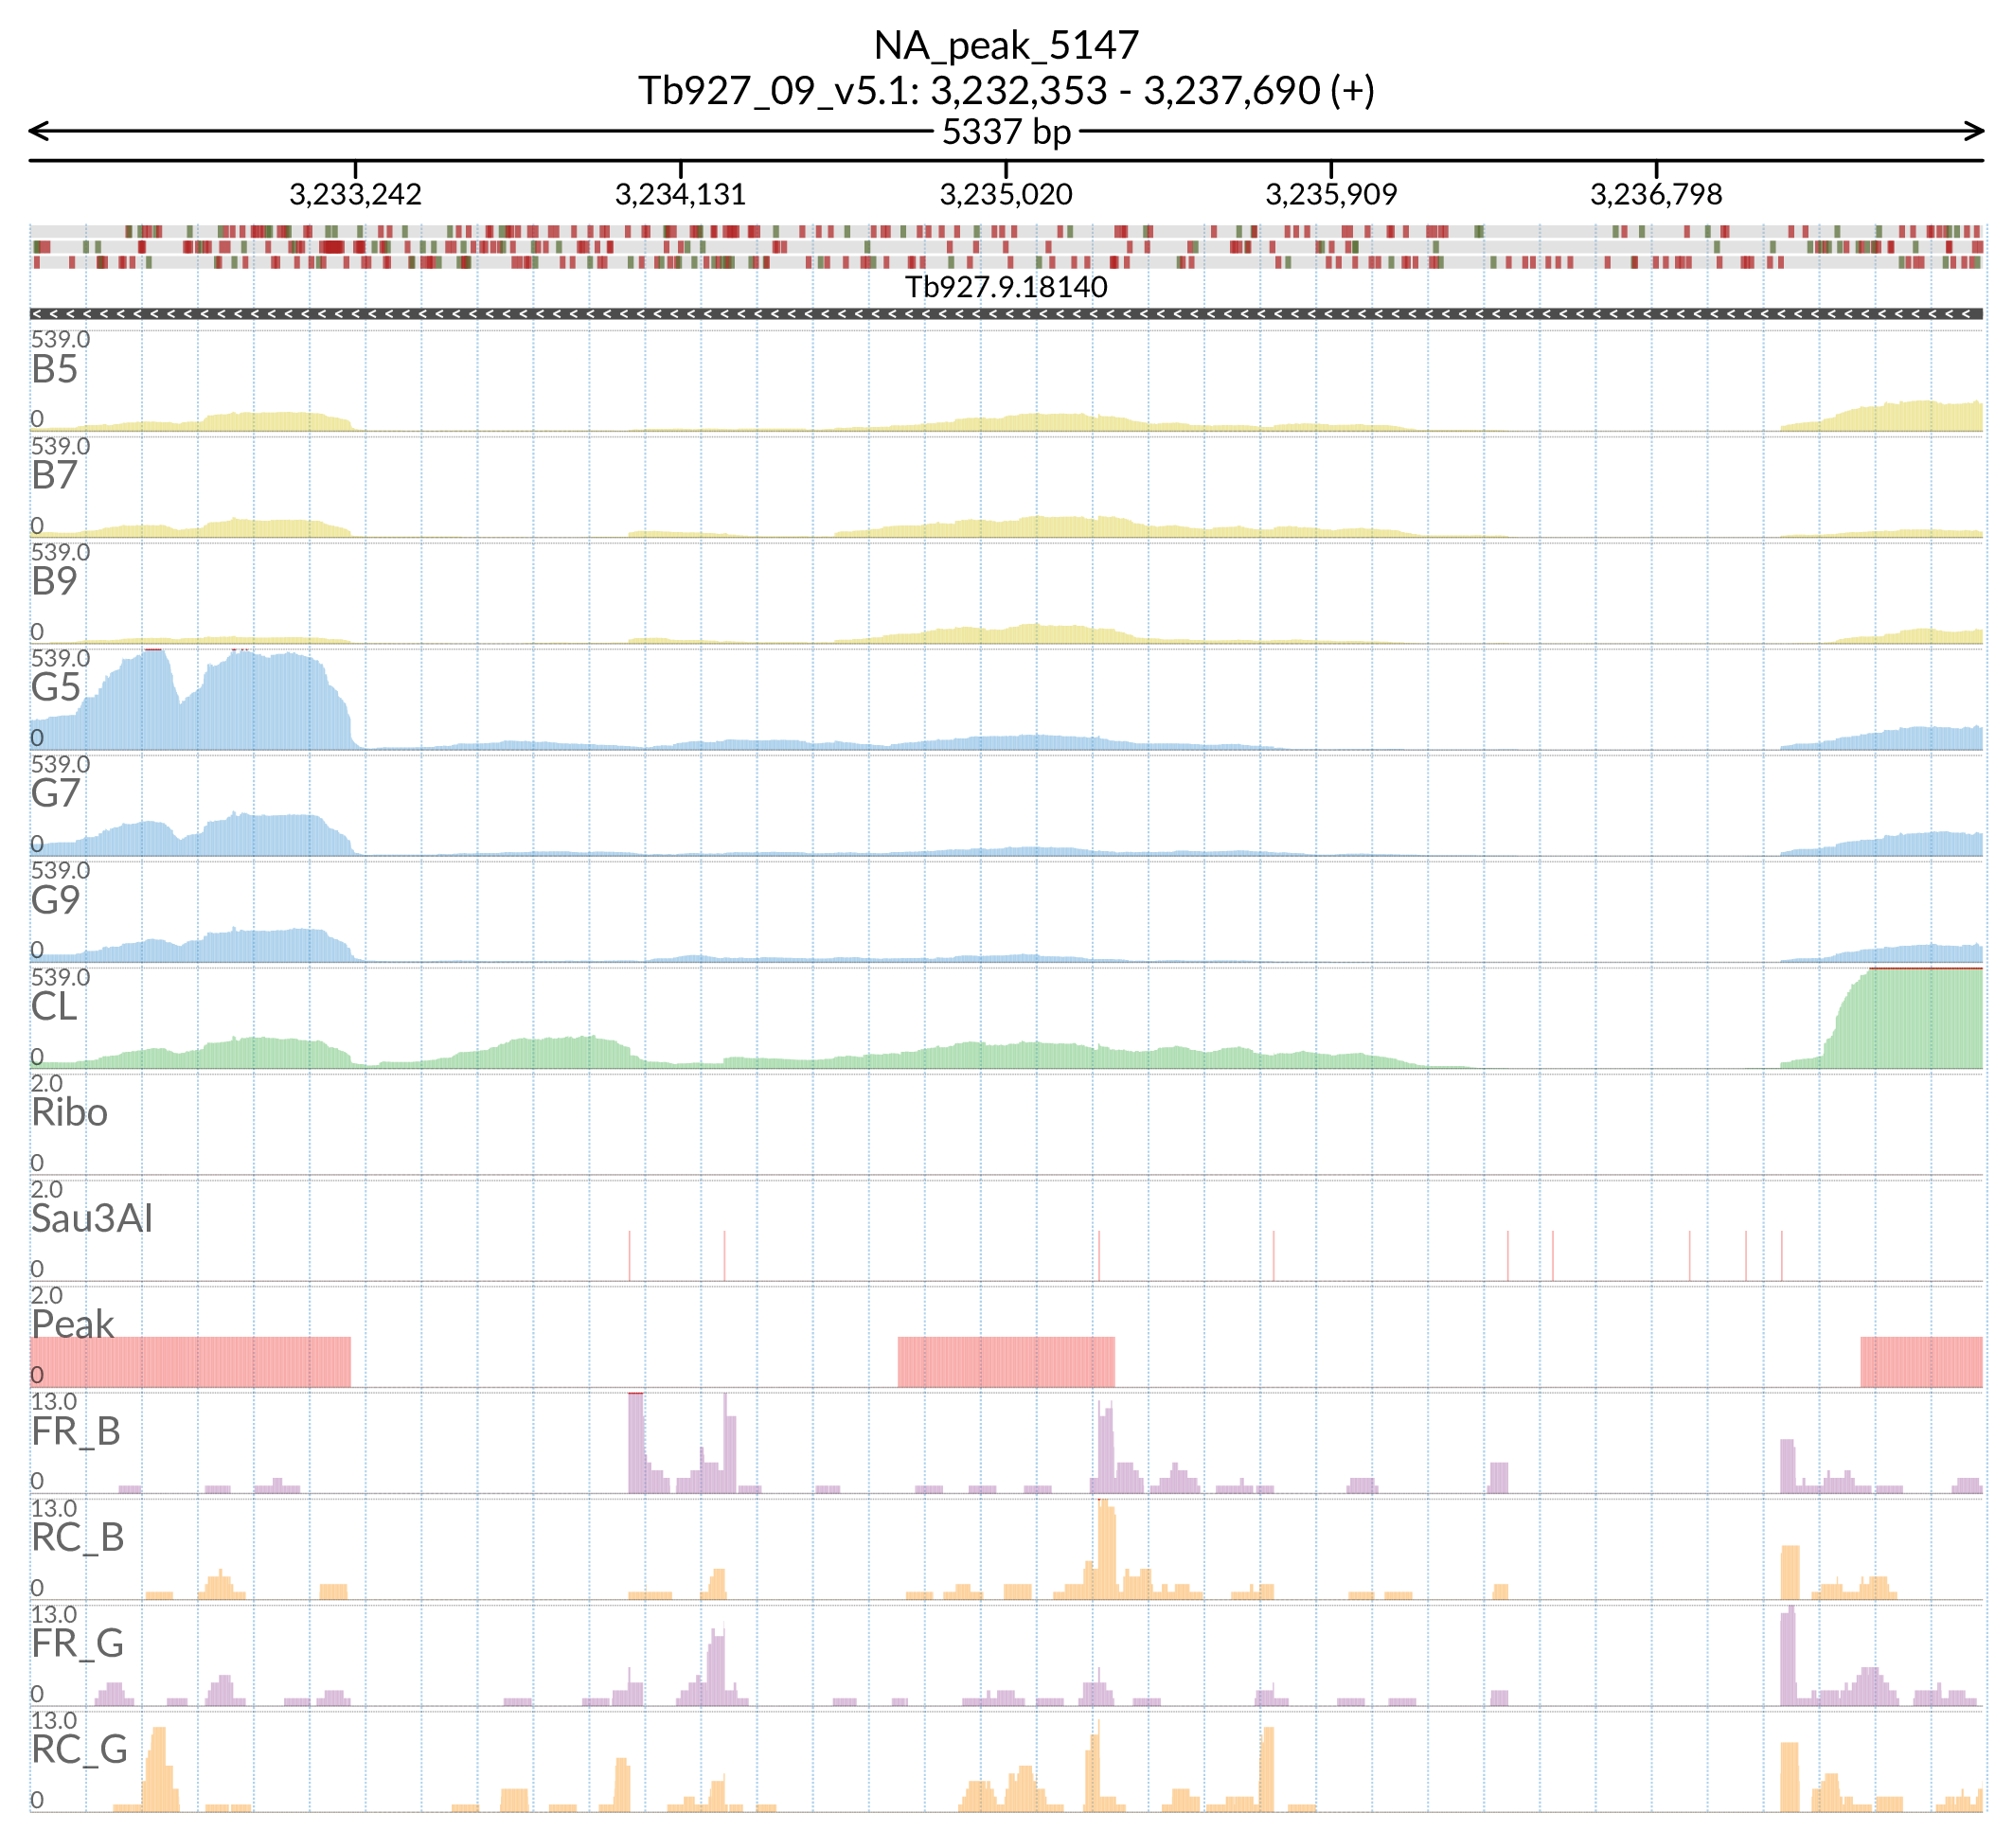 NA_peak_5147
Tb927_09_v5.1: 3,232,353 - 3,237,690 (+)
5337 bp
3,233,242 3,234,131 3,235,020 3,235,909 3,236,798
Tb927.9.18140
539.0
B5
0
539.0
B7
0
539.0
B9
0
539.0
G5
0
539.0
G7
0
539.0
G9
0
539.0
CL
0
2.0
Ribo
0
2.0
Sau3AI
0
2.0
Peak
0
13.0
FR_B
0
13.0
RC_B
0
13.0
FR_G
0
13.0
RC_G
0